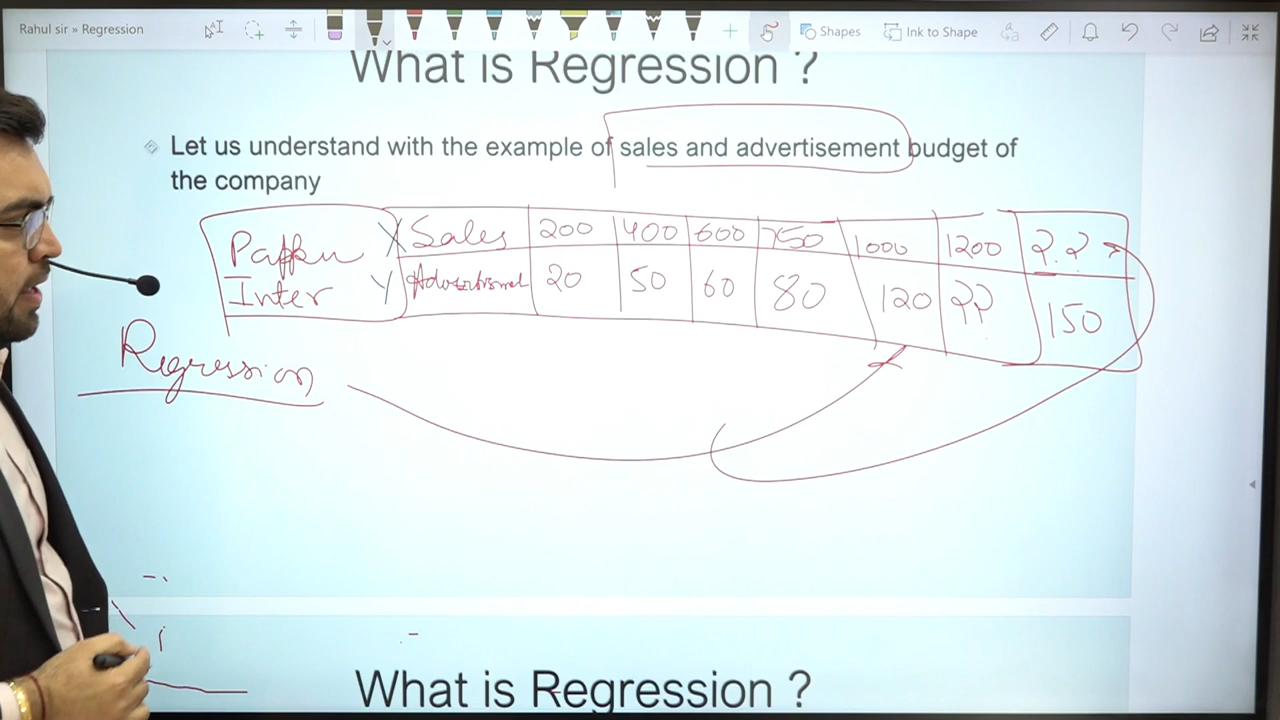 Rahul sir » Regression
Shapes
Ink to Shape
What is Regression ?
Let us understand with the example of sales and advertisement budget of
the company
X Sales 200 400 600 750 1000 1200 ? ?
Inter Y 20 50 60 80 120 ?? 150
Regression
What is Regression ?